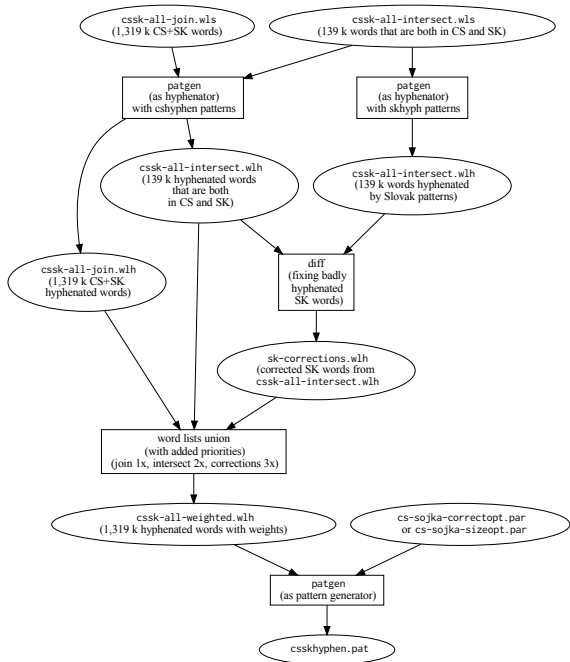 cssk-all-join.wls
(1,319 k CS+SK words)
cssk-all-intersect.wls
(139 k words that are both in CS and SK)
patgen
(as hyphenator)
with cshyphen patterns
patgen
(as hyphenator)
with skhyph patterns
cssk-all-intersect.wlh
(139 k hyphenated words
that are both
in CS and SK)
cssk-all-intersect.wlh
(139 k words hyphenated
by Slovak patterns)
cssk-all-join.wlh
(1,319 k CS+SK
hyphenated words)
diff
(fixing badly
hyphenated
SK words)
sk-corrections.wlh
(corrected SK words from
cssk-all-intersect.wlh
word lists union
(with added priorities)
(join 1x, intersect 2x, corrections 3x)
cssk-all-weighted.wlh
(1,319 k hyphenated words with weights)
cs-sojka-correctopt.par
or cs-sojka-sizeopt.par
patgen
(as pattern generator)
csskhyphen.pat